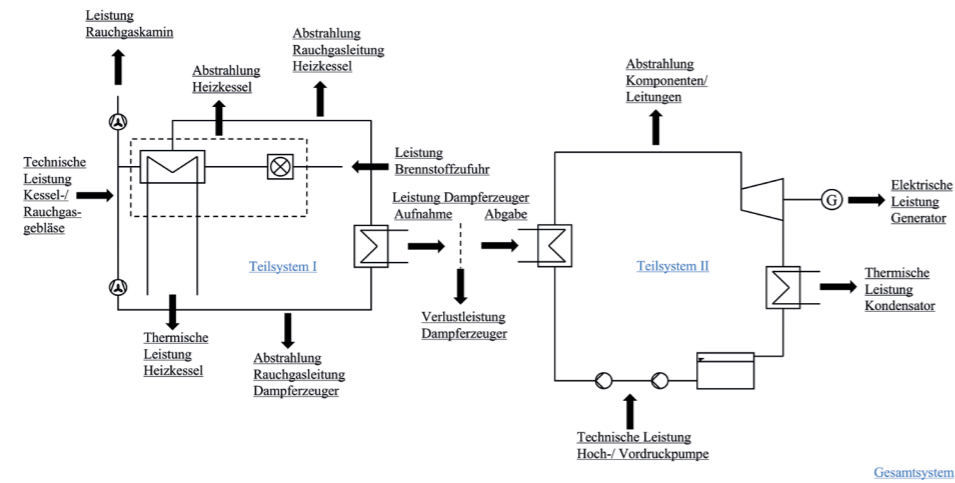 Leistung
Rauchgaskamin
Abstrahlung
Rauchgasleitung
Heizkessel
Abstrahlung
Heizkessel
Abstrahlung
Komponenten/
Leitungen
Technische
Leistung
Kessel-/
Rauchgas-
gebläse
Leistung
Brennstoffzufuhr
Leistung Dampferzeuger
Aufnahme Abgabe
Elektrische
Leistung
Generator
G
Teilsystem I
Teilsystem II
Thermische
Leistung
Kondensator
Verlustleistung
Dampferzeuger
Thermische
Leistung
Heizkessel
Abstrahlung
Rauchgasleitung
Dampferzeuger
Technische Leistung
Hoch-/ Vordruckpumpe
Gesamtsystem